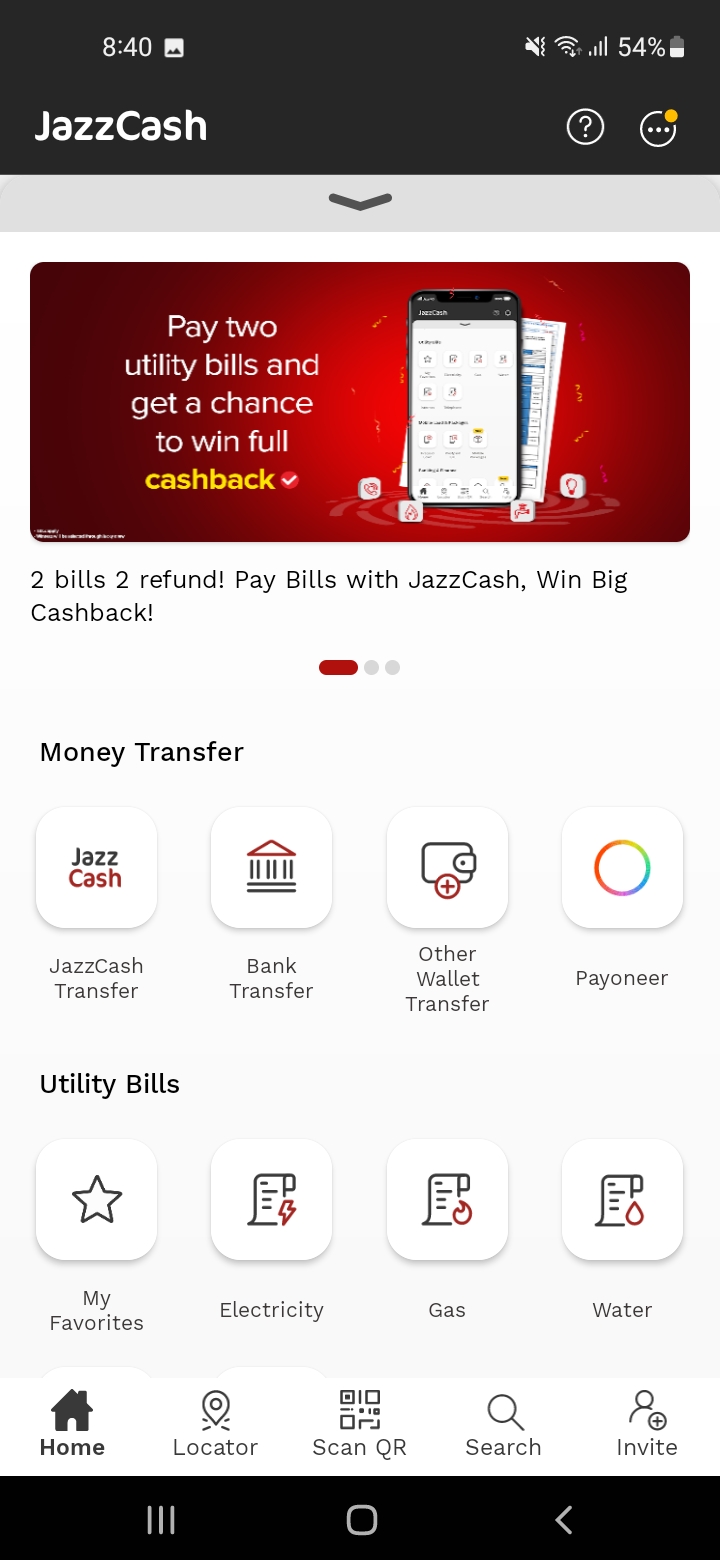 8:40
54%
JazzCash
Pay two
utility bills and
get a chance
to win full
cashback
JazzCash
2 bills 2 refund! Pay Bills with JazzCash, Win Big
Cashback!
Money Transfer
Jazz
Cash
JazzCash
Transfer
Bank
Transfer
Other
Wallet
Transfer
Payoneer
Utility Bills
My
Favorites
Electricity
Gas
Water
Home
Locator
Scan QR
Search
Invite